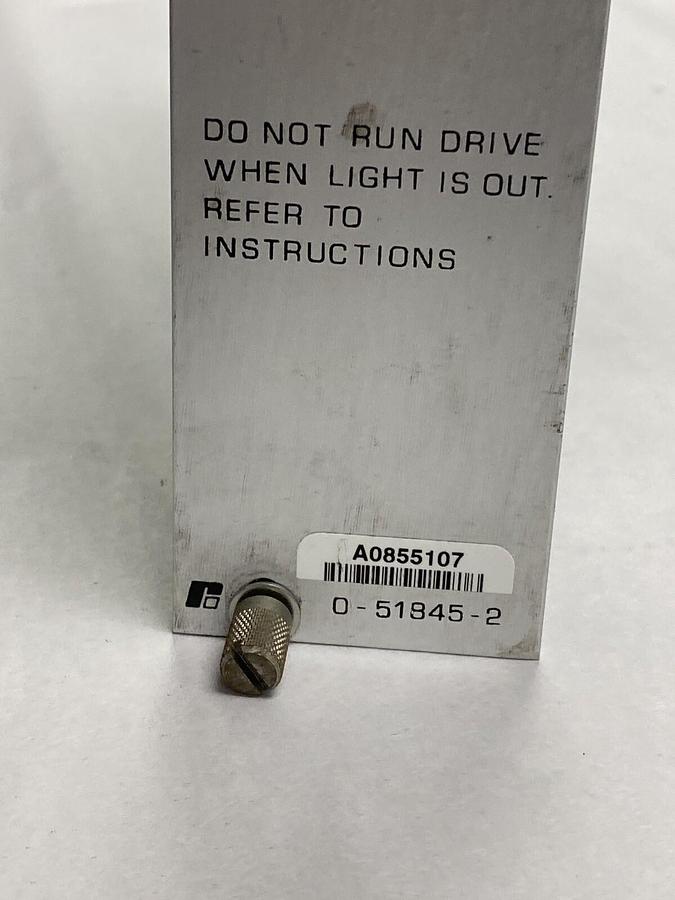 DO NOT RUN DRIVE
WHEN LIGHT IS OUT.
REFER TO
INSTRUCTIONS
A0855107
0-51845-2